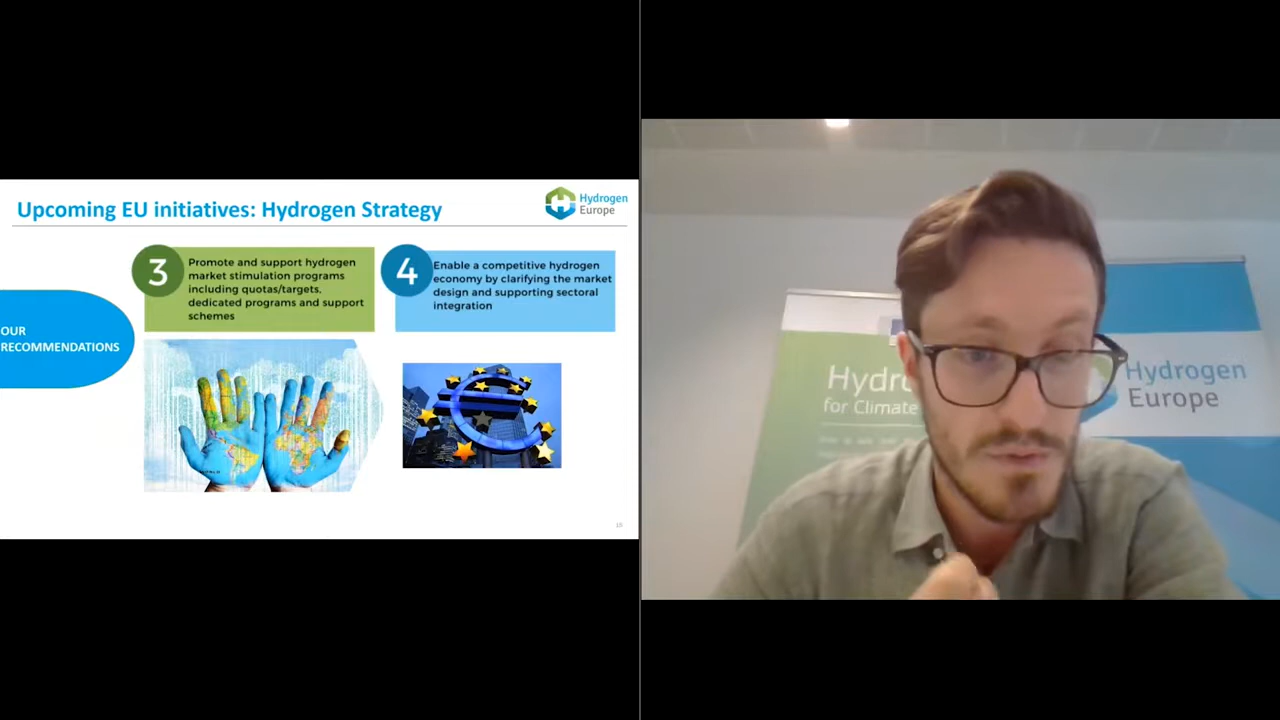 Upcoming EU initiatives: Hydrogen Strategy
Hydrogen
Europe
3
Promote and support hydrogen
market stimulation programs
including quotas/targets,
dedicated programs and support
schemes
4
Enable a competitive hydrogen
economy by clarifying the market
design and supporting sectoral
integration
OUR
RECOMMENDATIONS
Hydro
for Climate
Hydrogen
Europe